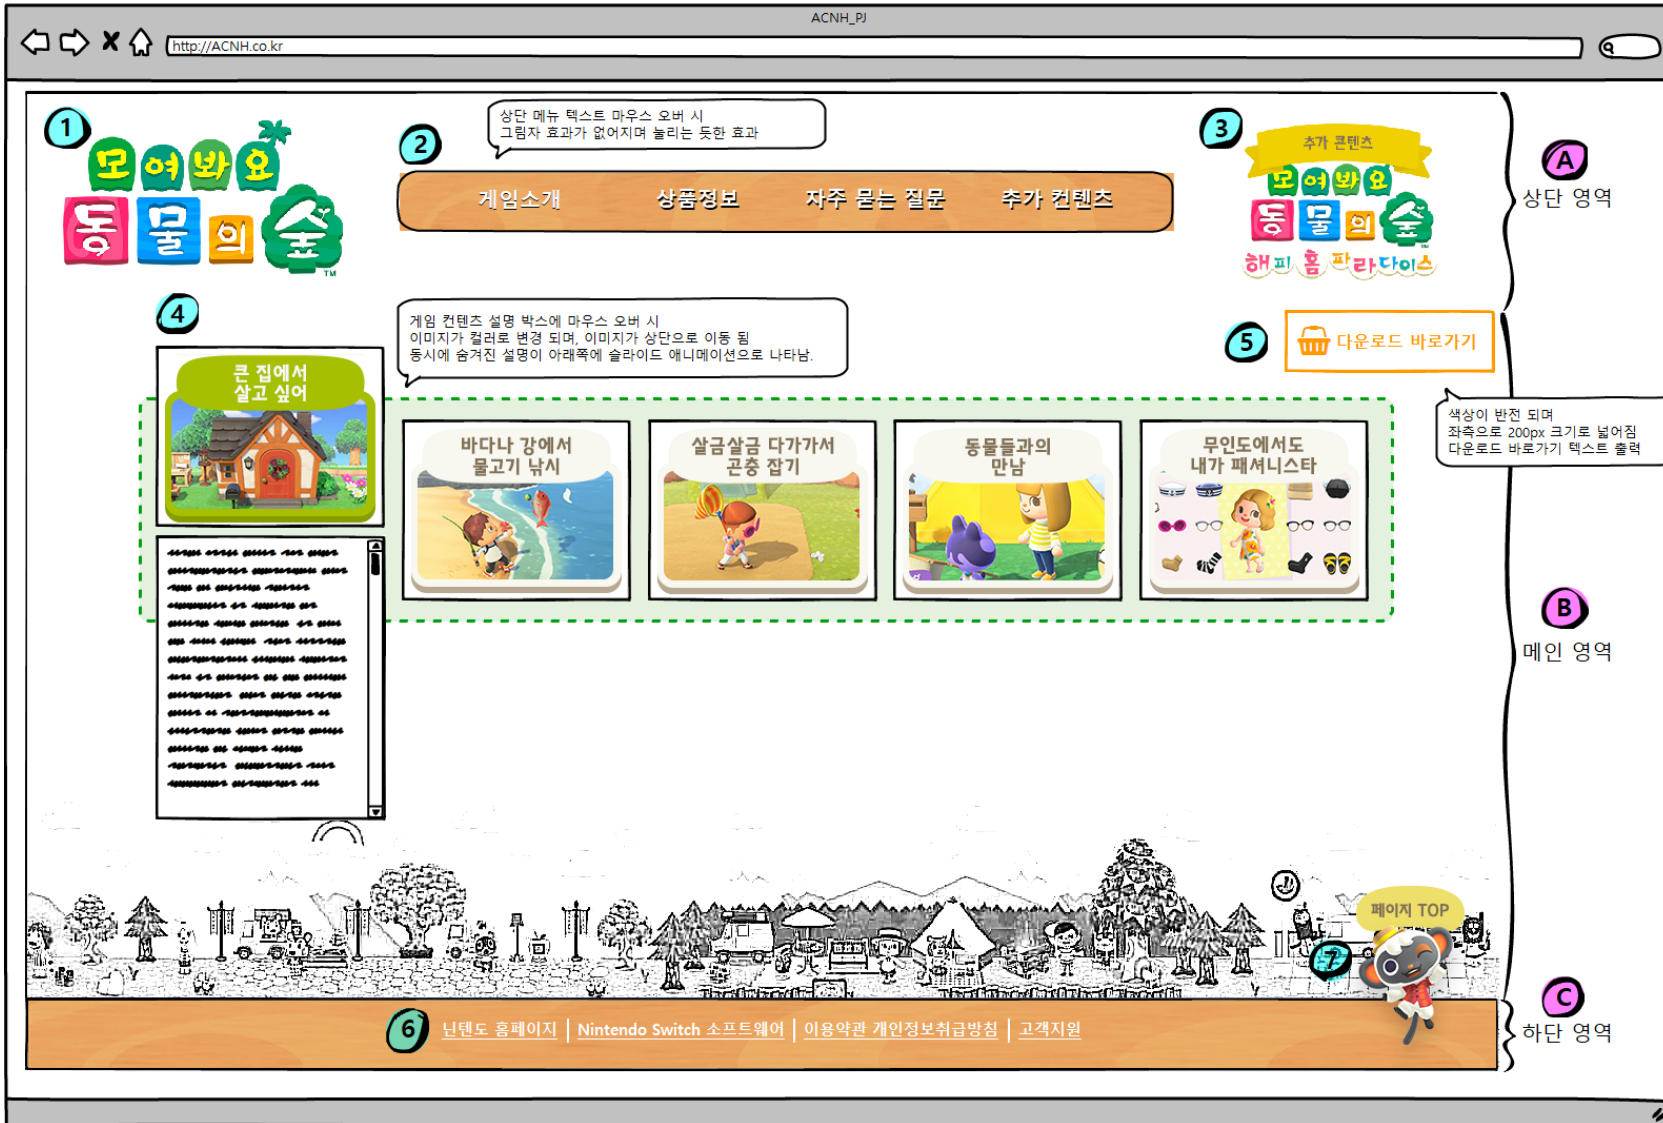 ACNH_PJ
http://ACNH.co.kr
1
모여봐요
동물의 숲
TM
2
상단 메뉴 텍스트 마우스 오버 시
그림자 효과가 없어지며 눌리는 듯한 효과
게임소개 상품정보 자주 묻는 질문 추가 컨텐츠
3
추가 콘텐츠
모여봐요
동물의 숲
TM
해피 홈 파라다이스
A
상단 영역
4
게임 컨텐츠 설명 박스에 마우스 오버 시
이미지가 컬러로 변경 되며, 이미지가 상단으로 이동 됨
동시에 숨겨진 설명이 아래쪽에 슬라이드 애니메이션으로 나타남.
5
다운로드 바로가기
색상이 반전 되며
좌측으로 200px 크기로 넓어짐
다운로드 바로가기 텍스트 출력
큰 집에서
살고 싶어
바다나 강에서
물고기 낚시
살금살금 다가가서
곤충 잡기
동물들과의
만남
무인도에서도
내가 패셔니스타
B
메인 영역
페이지 TOP
7
6
닌텐도 홈페이지 | Nintendo Switch 소프트웨어 | 이용약관 개인정보취급방침 | 고객지원
C
하단 영역